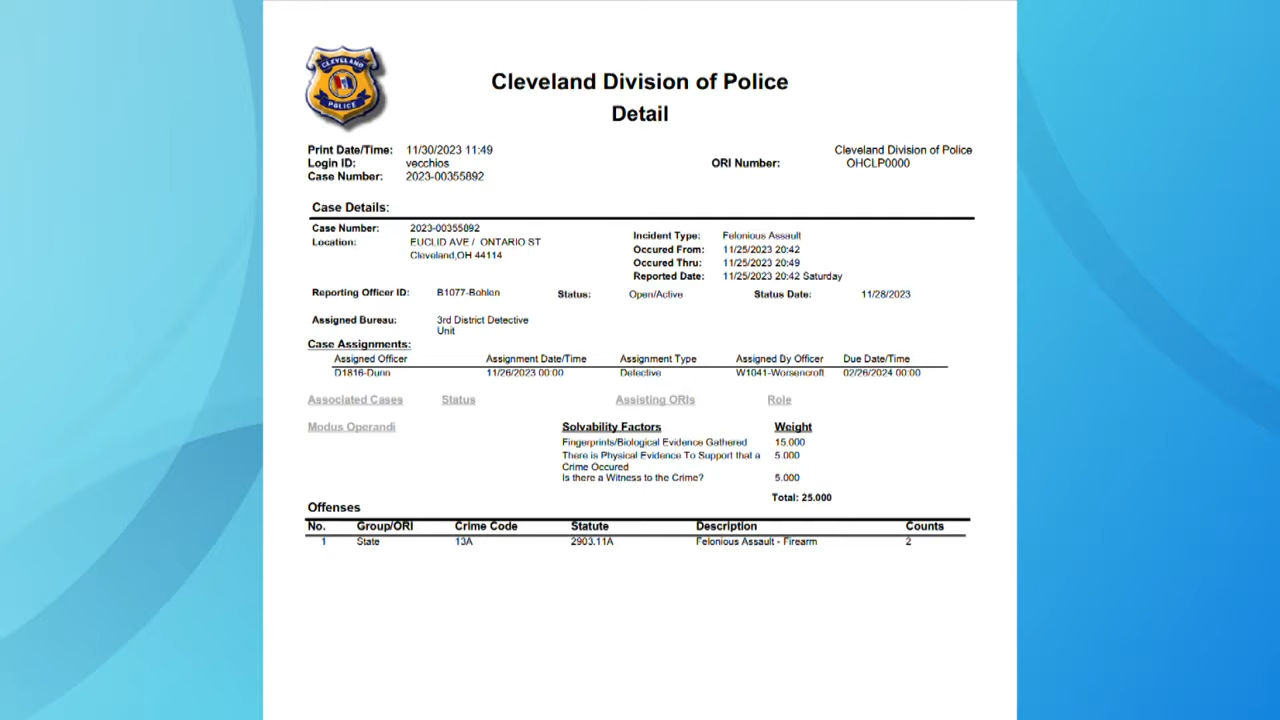 CLEVELAND
POLICE
Cleveland Division of Police
Detail
Print Date/Time: 11/30/2023 11:49
Cleveland Division of Police
Login ID: vecchios
ORI Number: OHCLP0000
Case Number: 2023-00355892
Case Details:
Case Number: 2023-00355892
Location: EUCLID AVE / ONTARIO ST
Cleveland,OH 44114
Incident Type: Felonious Assault
Occured From: 11/25/2023 20:42
Occured Thru: 11/25/2023 20:49
Reported Date: 11/25/2023 20:42 Saturday
Reporting Officer ID: B1077-Bohlen Status: Open/Active Status Date: 11/28/2023
Assigned Bureau: 3rd District Detective
Unit
Case Assignments:
Assigned Officer Assignment Date/Time Assignment Type Assigned By Officer Due Date/Time
D1816-Dunn 11/26/2023 00:00 Detective W1041-Worsencroft 02/26/2024 00:00
Associated Cases Status Assisting ORIs Role
Modus Operandi
Solvability Factors Weight
Fingerprints/Biological Evidence Gathered 15.000
There is Physical Evidence To Support that a 5.000
Crime Occured
Is there a Witness to the Crime? 5.000
Total: 25.000
Offenses
No. Group/ORI Crime Code Statute Description Counts
1 State 13A 2903.11A Felonious Assault - Firearm 2